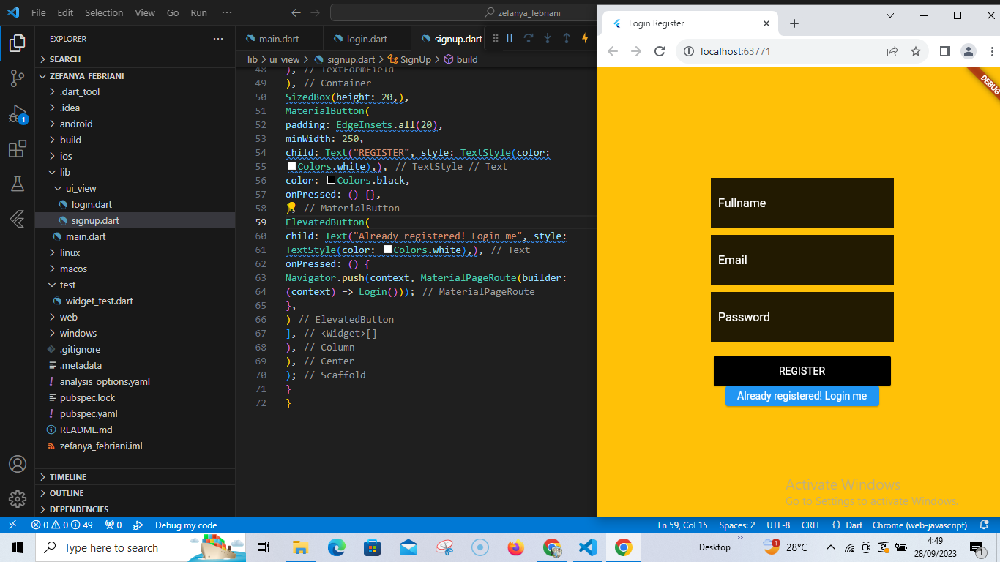 File Edit Selection View Go Run ···
zefanya_febriani
EXPLORER
SEARCH
ZEFANYA_FEBRIANI
.dart_tool
.idea
android
build
ios
lib
ui_view
login.dart
signup.dart
main.dart
linux
macos
test
widget_test.dart
web
windows
.gitignore
.metadata
analysis_options.yaml
pubspec.lock
pubspec.yaml
README.md
zefanya_febriani.iml
TIMELINE
OUTLINE
DEPENDENCIES
main.dart login.dart signup.dart
lib > ui_view > signup.dart > SignUp > build
48 ), // TextFormField
49 ), // Container
50 SizedBox(height: 20,),
51 MaterialButton(
52 padding: EdgeInsets.all(20),
53 minWidth: 250,
54 child: Text("REGISTER", style: TextStyle(color:
55 Colors.white),), // TextStyle // Text
56 color: Colors.black,
57 onPressed: () {},
58 ), // MaterialButton
59 ElevatedButton(
60 child: Text("Already registered! Login me", style:
61 TextStyle(color: Colors.white),), // Text
62 onPressed: () {
63 Navigator.push(context, MaterialPageRoute(builder:
64 (context) => Login())); // MaterialPageRoute
65 },
66 ) // ElevatedButton
67 ], // <Widget>[]
68 ), // Column
69 ), // Center
70 ); // Scaffold
71 }
72 }
Login Register
localhost:63771
DEBUG
Fullname
Email
Password
REGISTER
Already registered! Login me
Activate Windows
Go to Settings to activate Windows.
1
0 0 49 0 Debug my code
Ln 59, Col 15 Spaces: 2 UTF-8 CRLF {} Dart Chrome (web-javascript)
Type here to search
Desktop
1
28°C
4:49
28/09/2023
1